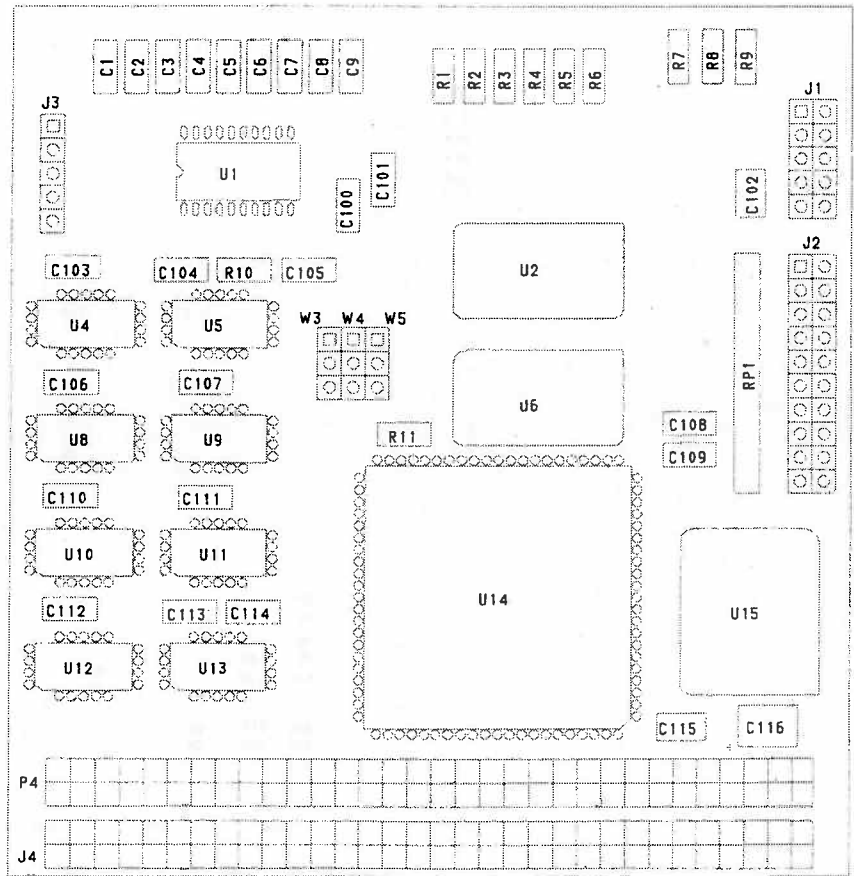 C1 C2 C3 C4 C5 C6 C7 C8 C9
R1 R2 R3 R4 R5 R6
R7 R8 R9
J3
J1
U1
C100
C101
C102
C103
C104
R10
C105
U2
J2
U4
U5
W3 W4 W5
RP1
C106
C107
U6
U8
U9
R11
C108
C109
C110
C111
U10
U11
U14
U15
C112
C113
C114
U12
U13
C115
C116
P4
J4